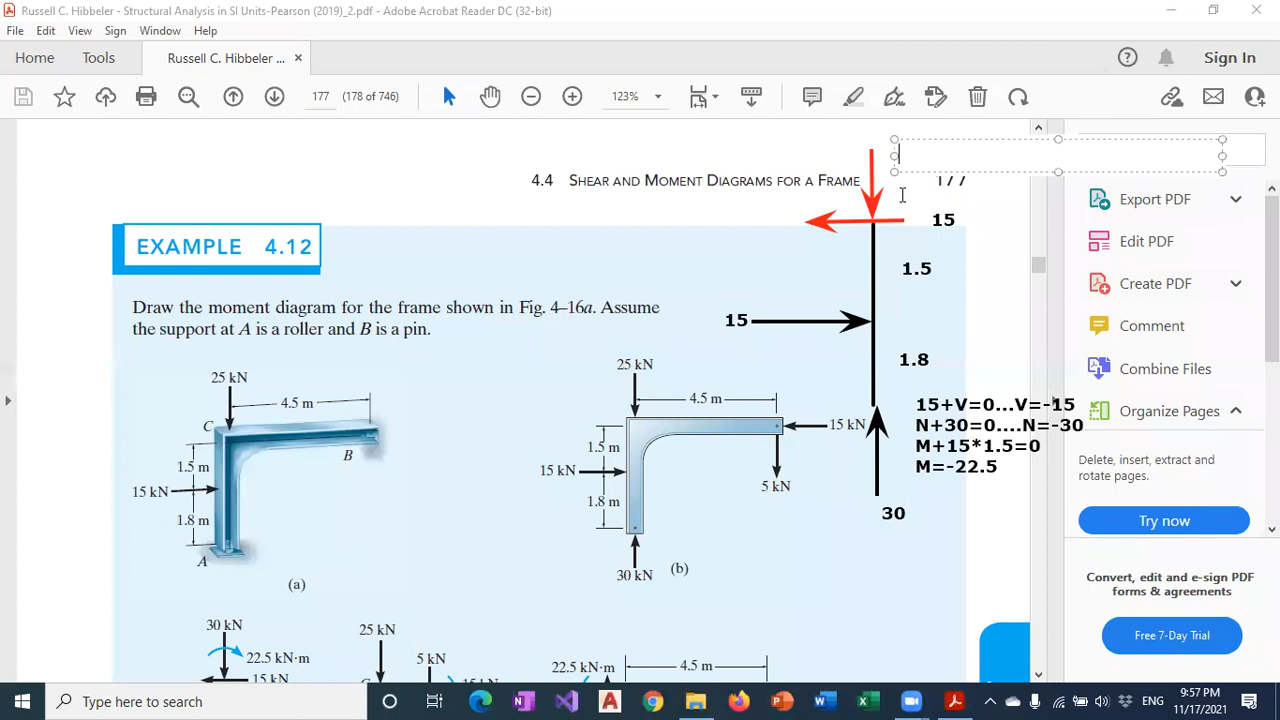 Russell C. Hibbeler - Structural Analysis in SI Units-Pearson (2019)_2.pdf - Adobe Acrobat Reader DC (32-bit)
File Edit View Sign Window Help
Home Tools Russell C. Hibbeler ... × Sign In
177 (178 of 746) 123%
4.4 SHEAR AND MOMENT DIAGRAMS FOR A FRAME 177
EXAMPLE 4.12
Draw the moment diagram for the frame shown in Fig. 4–16a. Assume
the support at A is a roller and B is a pin.
25 kN
4.5 m
C
B
1.5 m
15 kN
1.8 m
A
(a)
25 kN
4.5 m
15 kN
1.5 m
15 kN
5 kN
1.8 m
30 kN
(b)
15
1.5
15
1.8
15+V=0...V=-15
N+30=0....N=-30
M+15*1.5=0
M=-22.5
30
30 kN
22.5 kN·m
15 kN
25 kN
5 kN
22.5 kN·m
4.5 m
Export PDF
Edit PDF
Create PDF
Comment
Combine Files
Organize Pages
Delete, insert, extract and
rotate pages.
Try now
Convert, edit and e-sign PDF
forms & agreements
Free 7-Day Trial
Type here to search
ENG
9:57 PM
11/17/2021